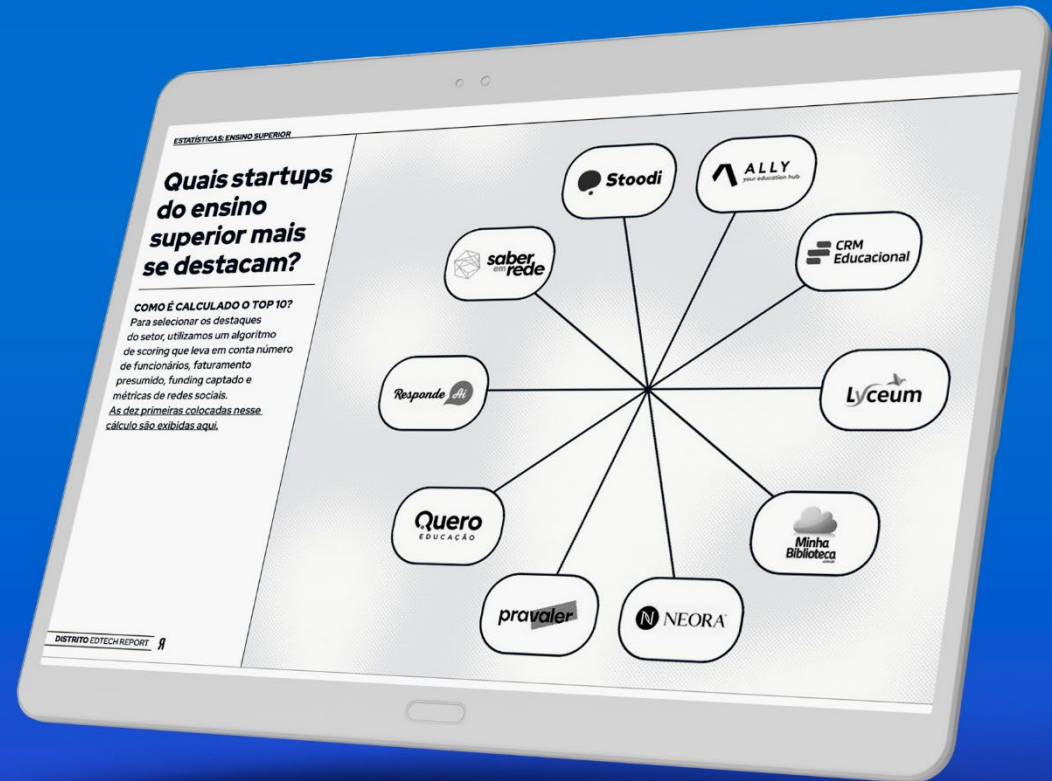 ESTATÍSTICAS: ENSINO SUPERIOR
Quais startups
do ensino
superior mais
se destacam?
COMO É CALCULADO O TOP 10?
Para selecionar os destaques
do setor, utilizamos um algoritmo
de scoring que leva em conta número
de funcionários, faturamento
presumido, funding captado e
métricas de redes sociais.
As dez primeiras colocadas nesse
cálculo são exibidas aqui.
DISTRITO EDTECH REPORT
Stoodi
ALLY
your education hub
CRM
Educacional
Lyceum
Minha
Biblioteca
NEORA
pravaler
Quero
EDUCAÇÃO
Responde Aí
saber
em rede